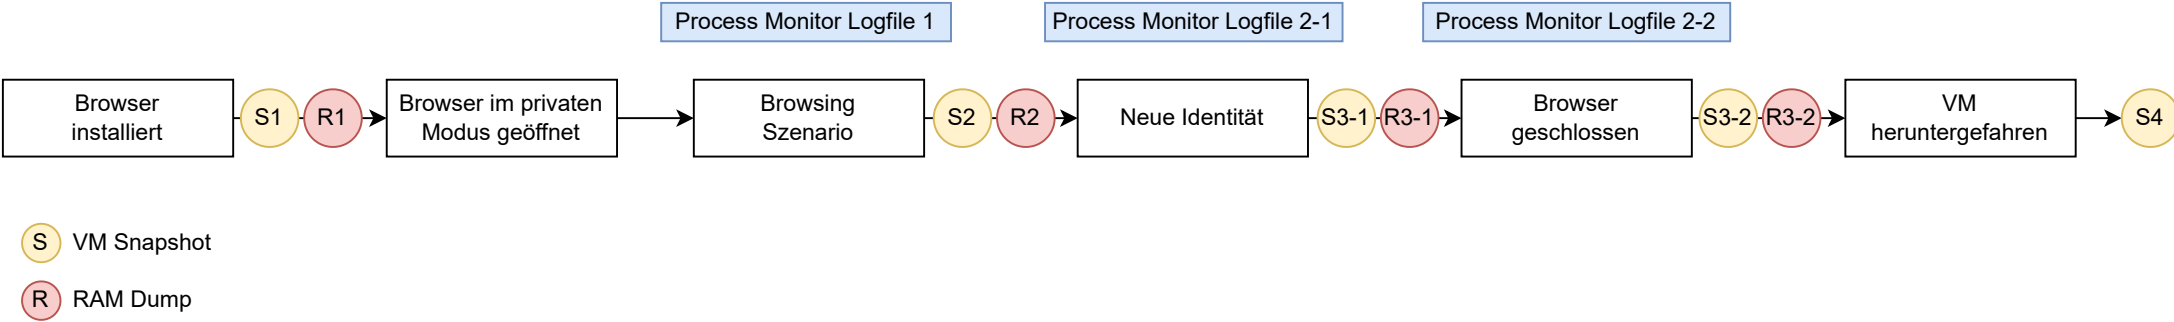 Process Monitor Logfile 1
Process Monitor Logfile 2-1
Process Monitor Logfile 2-2
Browser
installiert
S1
R1
Browser im privaten
Modus geöffnet
Browsing
Szenario
S2
R2
Neue Identität
S3-1
R3-1
Browser
geschlossen
S3-2
R3-2
VM
heruntergefahren
S4
S
VM Snapshot
R
RAM Dump